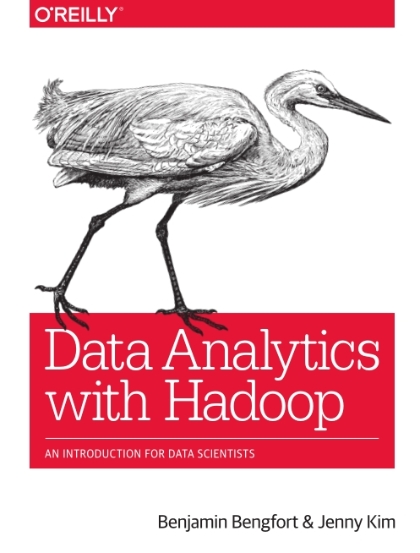 O'REILLY®
Data Analytics
with Hadoop
AN INTRODUCTION FOR DATA SCIENTISTS
Benjamin Bengfort & Jenny Kim